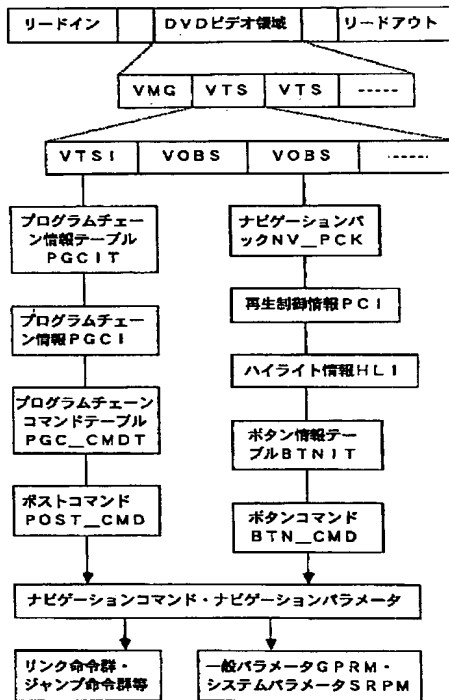 リードイン
DVDビデオ領域
リードアウト
VMG
VTS
VTS
-----
VTSI
VOBS
VOBS
-----
プログラムチェー
ン情報テーブル
PGCIT
ナビゲーションパ
ックNV__PCK
プログラムチェー
ン情報PGCI
再生制御情報PCI
ハイライト情報HLI
プログラムチェーン
コマンドテーブル
PGC__CMDT
ボタン情報テー
ブルBTNIT
ポストコマンド
POST__CMD
ボタンコマンド
BTN__CMD
ナビゲーションコマンド・ナビゲーションパラメータ
リンク命令群・
ジャンプ命令群等
一般パラメータGPRM・
システムパラメータSRPM